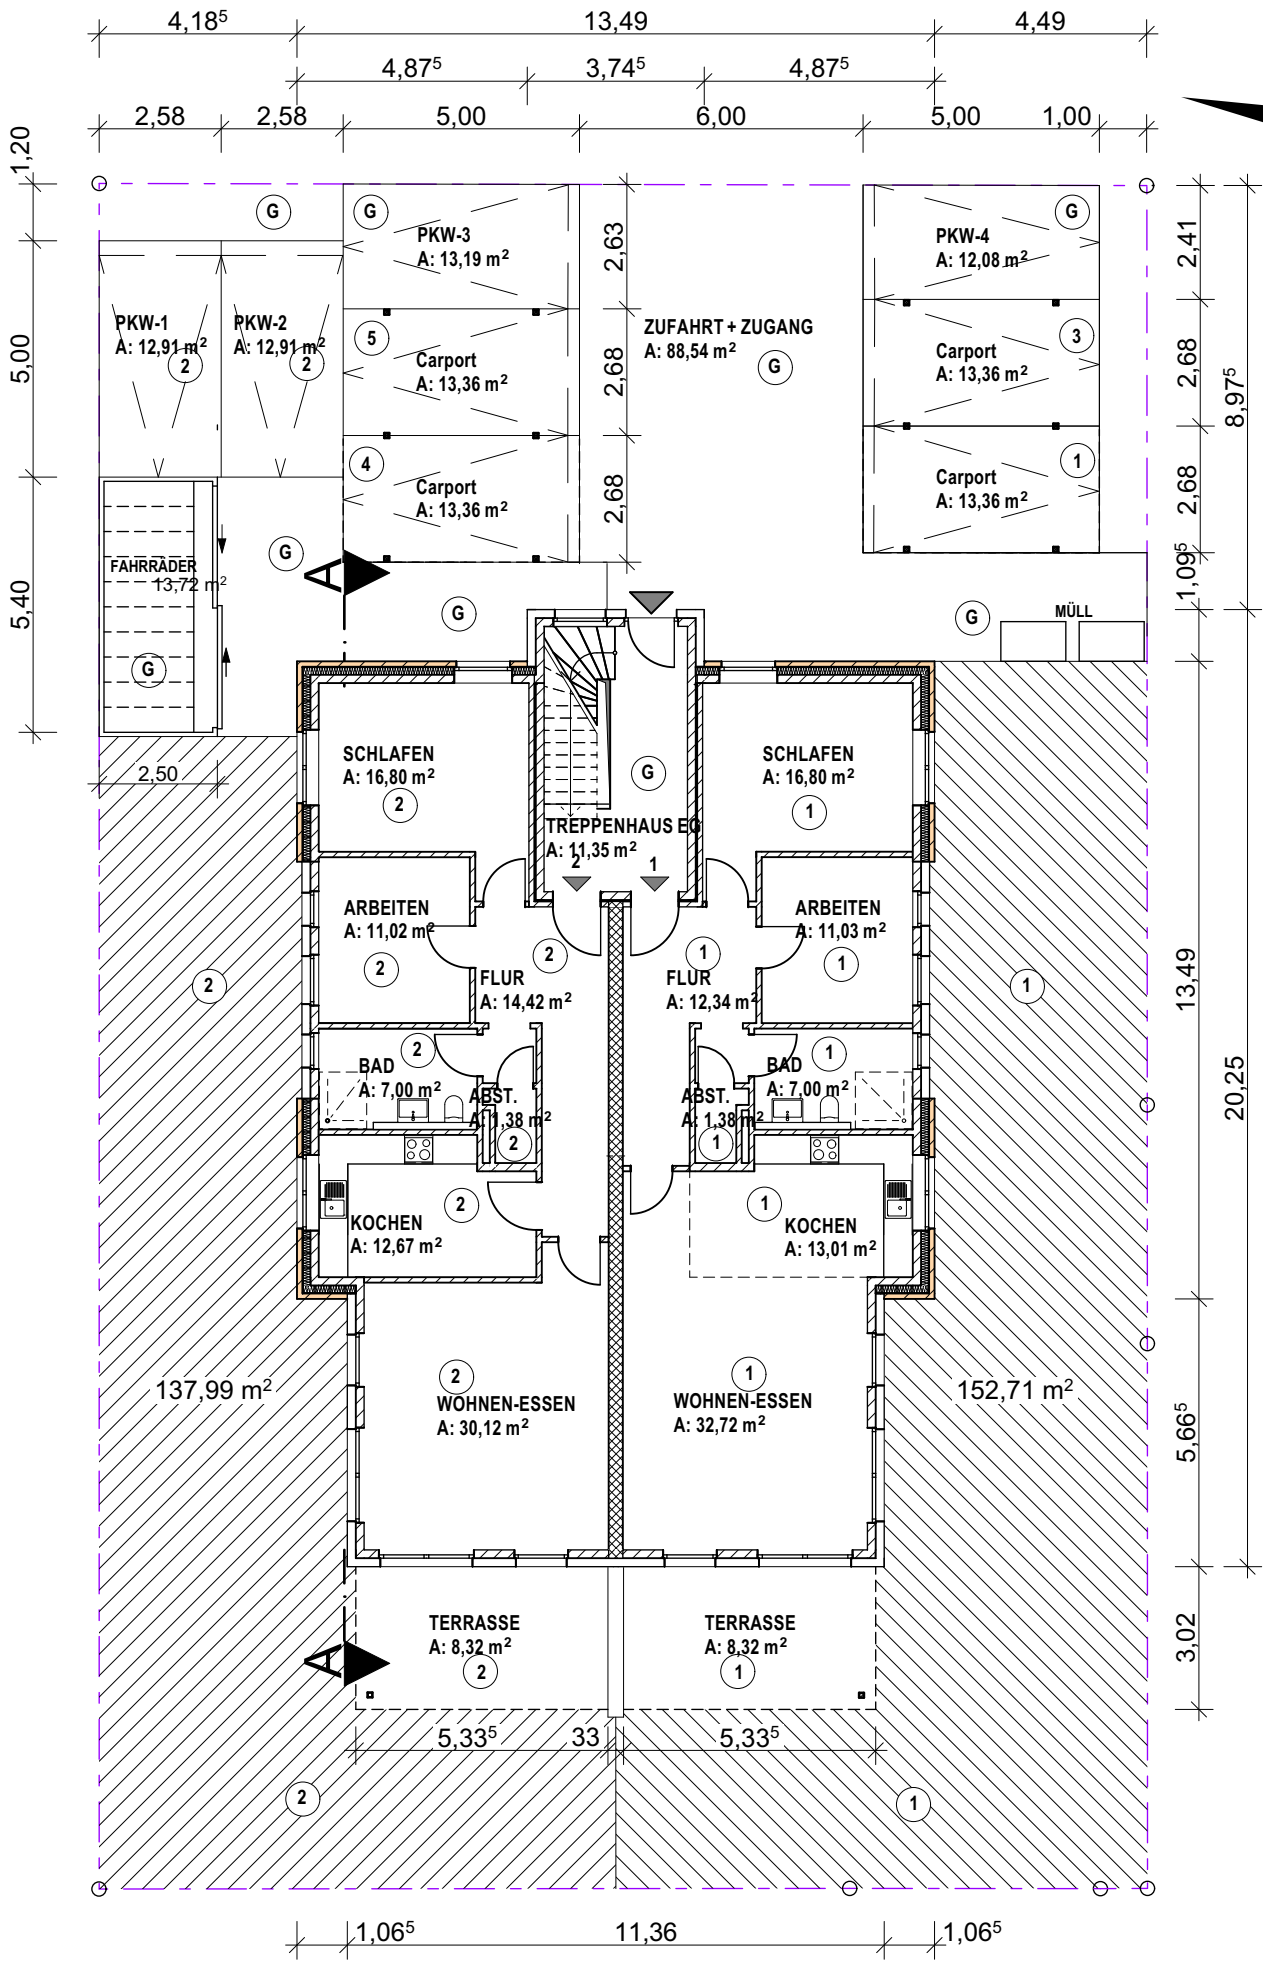 4,18⁵ 13,49 4,49
4,87⁵ 3,74⁵ 4,87⁵
2,58 2,58 5,00 6,00 5,00 1,00
1,20
5,00
5,40
G
G
G
PKW-3
A: 13,19 m²
PKW-4
A: 12,08 m²
2,63
2,41
PKW-1
A: 12,91 m²
2
PKW-2
A: 12,91 m²
2
5
Carport
A: 13,36 m²
2,68
ZUFAHRT + ZUGANG
A: 88,54 m²
G
3
Carport
A: 13,36 m²
2,68
8,97⁵
4
Carport
A: 13,36 m²
2,68
1
Carport
A: 13,36 m²
2,68
FAHRRÄDER
13,72 m²
G
G
A
G
G
MÜLL
1,09⁵
2,50
SCHLAFEN
A: 16,80 m²
2
G
TREPPENHAUS EG
A: 11,35 m²
2 1
SCHLAFEN
A: 16,80 m²
1
ARBEITEN
A: 11,02 m²
2
2
FLUR
A: 14,42 m²
1
FLUR
A: 12,34 m²
ARBEITEN
A: 11,03 m²
1
2
1
13,49
20,25
2
BAD
A: 7,00 m²
ABST.
A: 1,38 m²
2
1
BAD
A: 7,00 m²
ABST.
A: 1,38 m²
1
2
KOCHEN
A: 12,67 m²
1
KOCHEN
A: 13,01 m²
137,99 m²
2
WOHNEN-ESSEN
A: 30,12 m²
1
WOHNEN-ESSEN
A: 32,72 m²
152,71 m²
5,66⁵
TERRASSE
A: 8,32 m²
2
TERRASSE
A: 8,32 m²
1
A
3,02
5,33⁵ 33 5,33⁵
2
1
1,06⁵ 11,36 1,06⁵